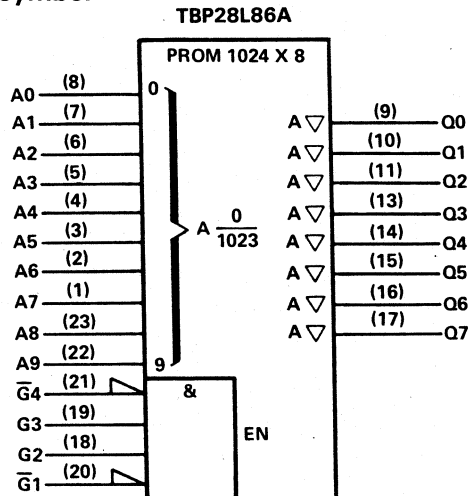 TBP28L86A
PROM 1024 X 8
A0 (8) 0 A ▽ (9) Q0
A1 (7) A ▽ (10) Q1
A2 (6) A ▽ (11) Q2
A3 (5) A ▽ (13) Q3
A4 (4) A 0/1023 A ▽ (14) Q4
A5 (3) A ▽ (15) Q5
A6 (2) A ▽ (16) Q6
A7 (1) A ▽ (17) Q7
A8 (23)
A9 (22) 9
G̅4 (21) &
G3 (19) EN
G2 (18)
G̅1 (20)